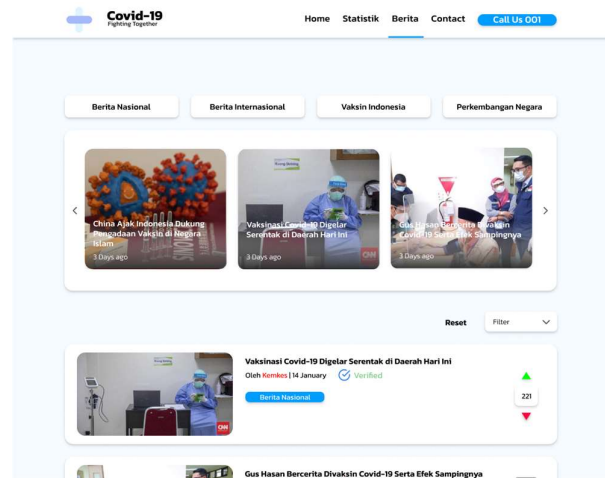 Covid-19
Fighting Together
Home Statistik Berita Contact Call Us 001
Berita Nasional
Berita Internasional
Vaksin Indonesia
Perkembangan Negara
China Ajak Indonesia Dukung
Pengadaan Vaksin di Negara
Islam
3 Days ago
Vaksinasi Covid-19 Digelar
Serentak di Daerah Hari Ini
3 Days ago
Gus Hasan Bercerita Divaksin
Covid-19 Serta Efek Sampingnya
3 Days ago
Reset
Filter
Vaksinasi Covid-19 Digelar Serentak di Daerah Hari Ini
Oleh Kemkes | 14 January Verified
Berita Nasional
221
CNN
Gus Hasan Bercerita Divaksin Covid-19 Serta Efek Sampingnya